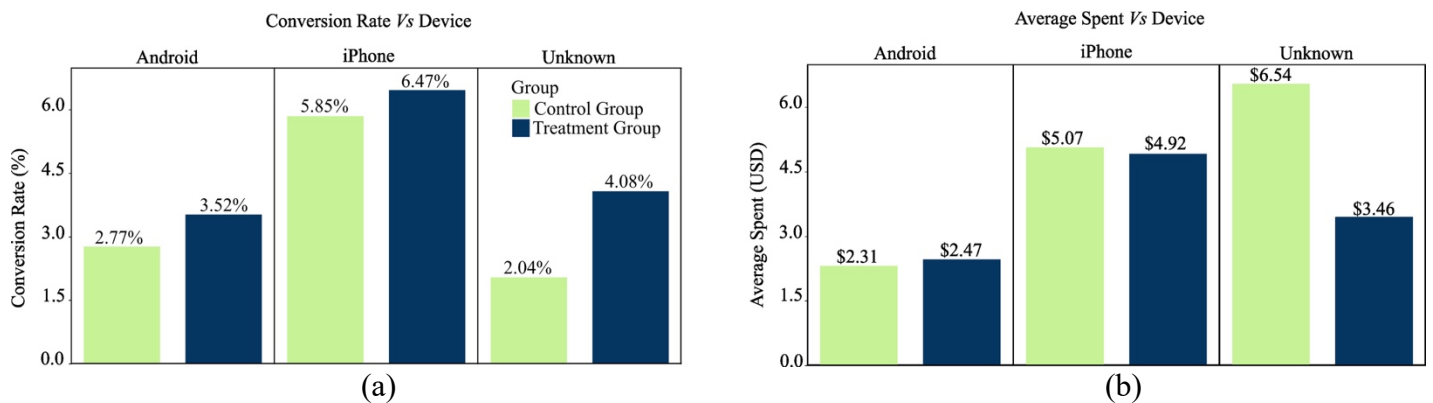 Conversion Rate Vs Device
Android iPhone Unknown
Conversion Rate (%)
6.0
4.5
3.0
1.5
0.0
2.77%
3.52%
5.85%
6.47%
2.04%
4.08%
Group
Control Group
Treatment Group
(a)
Average Spent Vs Device
Android iPhone Unknown
Average Spent (USD)
6.0
4.5
3.0
1.5
0.0
$2.31
$2.47
$5.07
$4.92
$6.54
$3.46
(b)